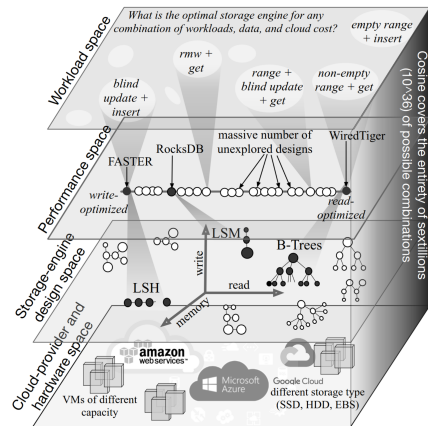 What is the optimal storage engine for any
combination of workloads, data, and cloud cost?
empty range
+ insert
rmw +
get
blind
update +
insert
range +
blind update +
get
non-empty
range + get
Workload space
massive number of
unexplored designs
WiredTiger
RocksDB
FASTER
write-
optimized
read-
optimized
Performance space
LSM
B-Trees
write
read
memory
LSH
Storage-engine
design space
amazon
webservices™
Microsoft
Azure
Google Cloud
different storage type
(SSD, HDD, EBS)
VMs of different
capacity
Cloud-provider and
hardware space
Cosine covers the entirety of sextillions
(10^36) of possible combinations